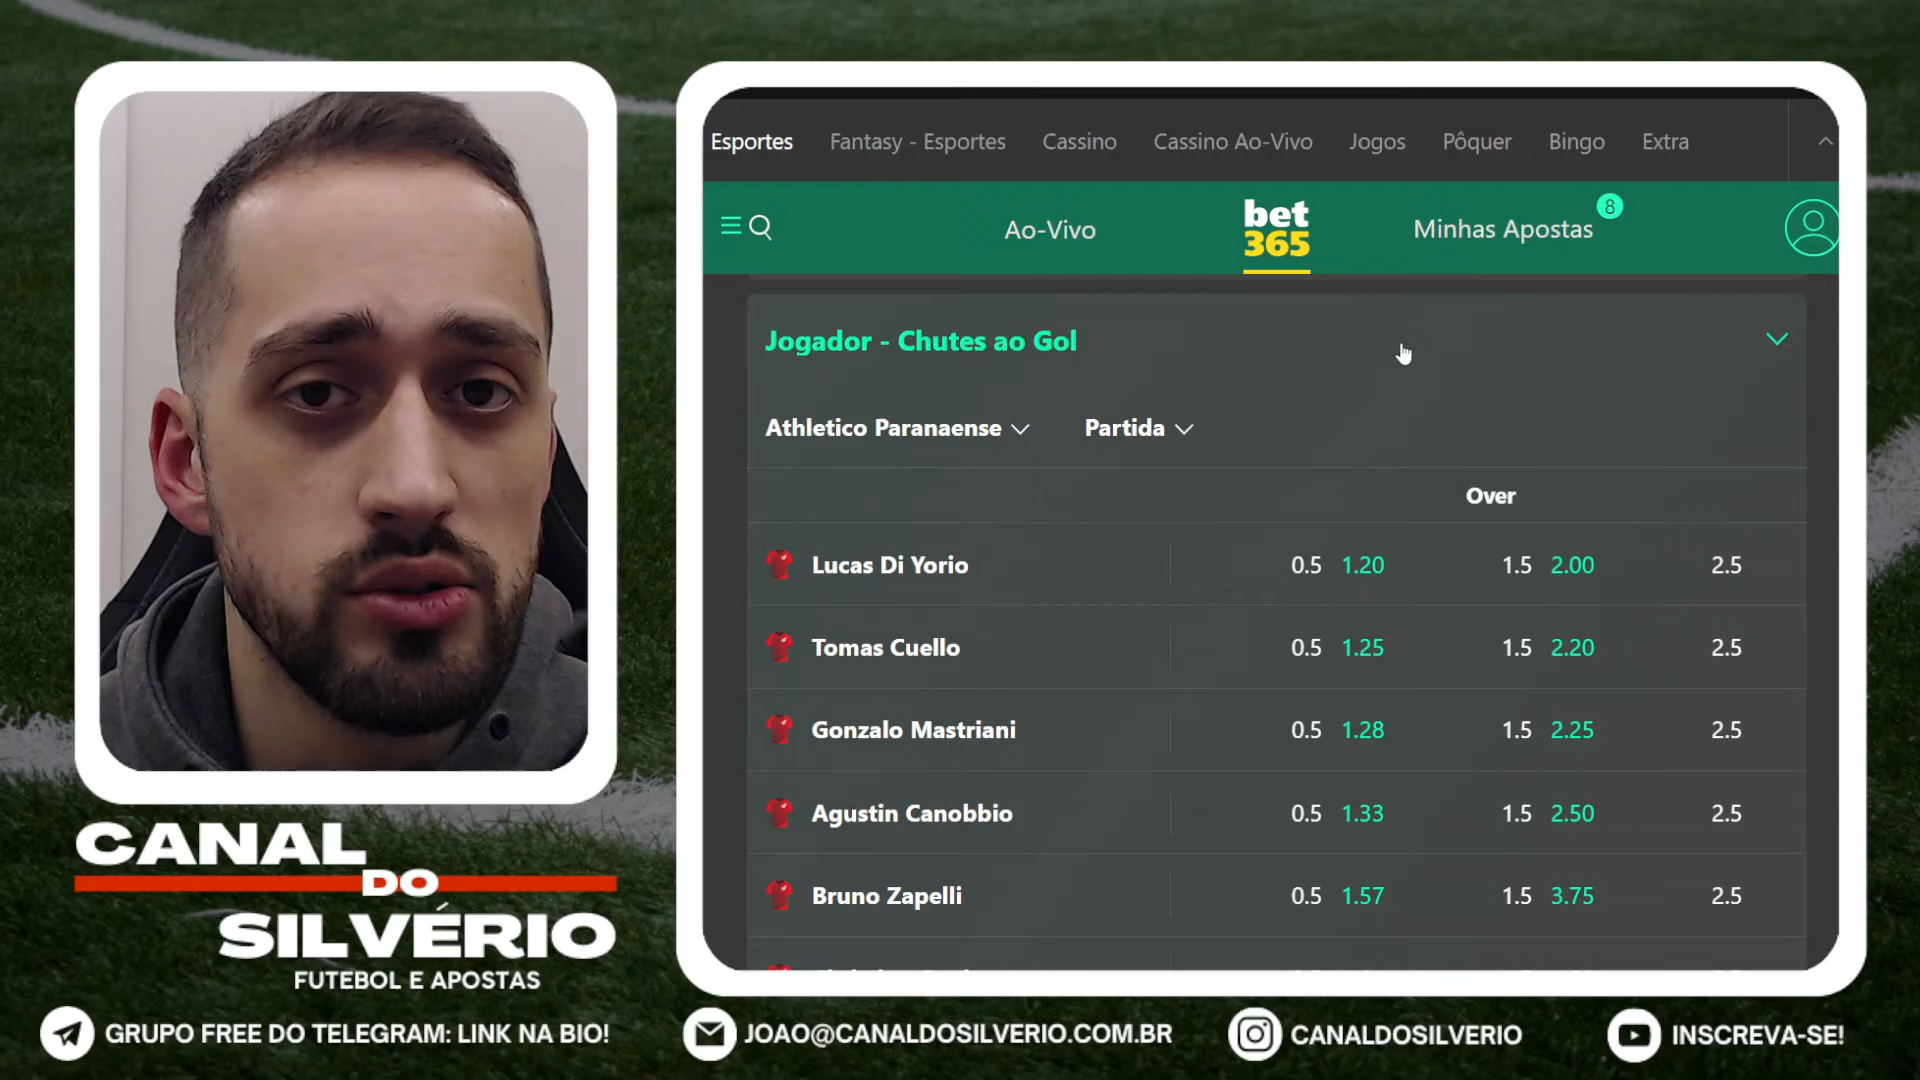 Esportes Fantasy - Esportes Cassino Cassino Ao-Vivo Jogos Pôquer Bingo Extra
Ao-Vivo bet365 Minhas Apostas 8
Jogador - Chutes ao Gol
Athletico Paranaense Partida
Over
Lucas Di Yorio 0.5 1.20 1.5 2.00 2.5
Tomas Cuello 0.5 1.25 1.5 2.20 2.5
Gonzalo Mastriani 0.5 1.28 1.5 2.25 2.5
Agustin Canobbio 0.5 1.33 1.5 2.50 2.5
Bruno Zapelli 0.5 1.57 1.5 3.75 2.5
CANAL
DO
SILVÉRIO
FUTEBOL E APOSTAS
GRUPO FREE DO TELEGRAM: LINK NA BIO! JOAO@CANALDOSILVERIO.COM.BR CANALDOSILVERIO INSCREVA-SE!